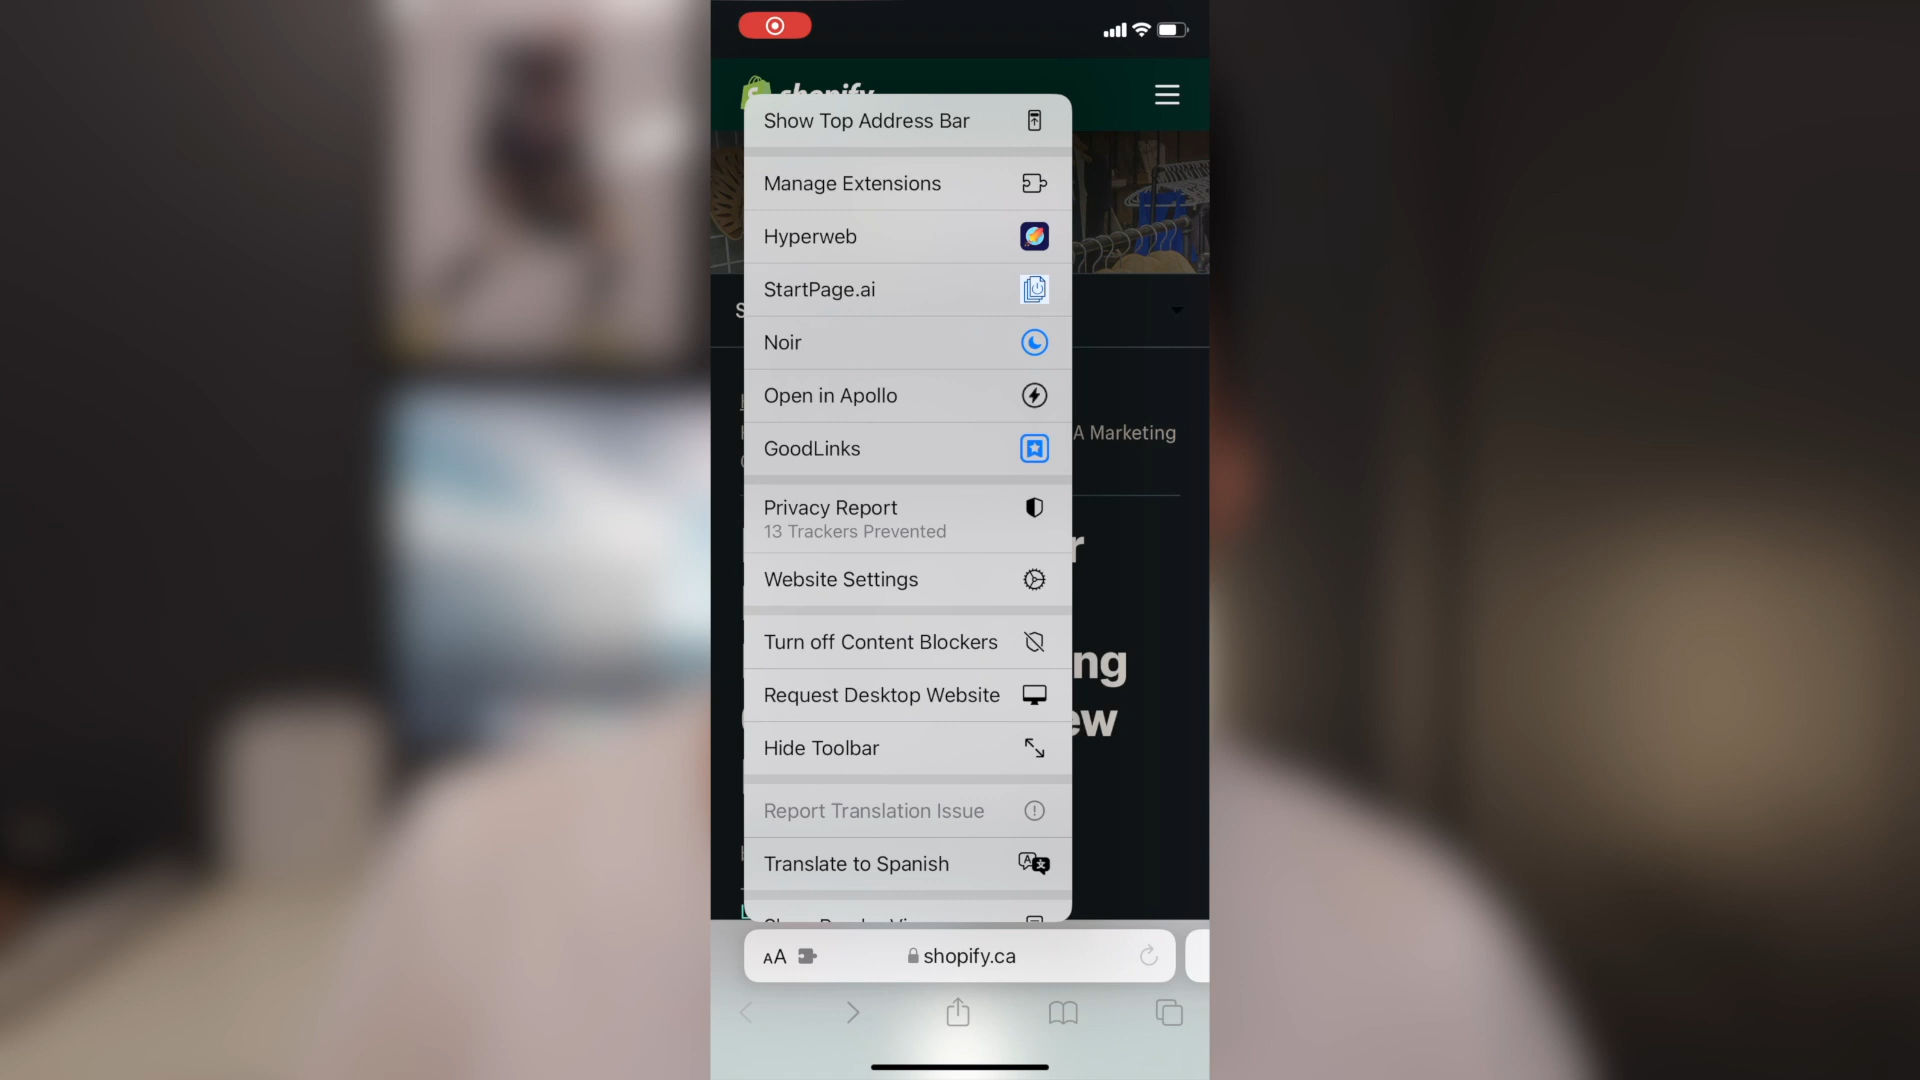 shopify
Show Top Address Bar
Manage Extensions
Hyperweb
StartPage.ai
Noir
Open in Apollo
GoodLinks
A Marketing
Privacy Report
13 Trackers Prevented
r
Website Settings
Turn off Content Blockers
ng
Request Desktop Website
ew
Hide Toolbar
Report Translation Issue
Translate to Spanish
AA
shopify.ca